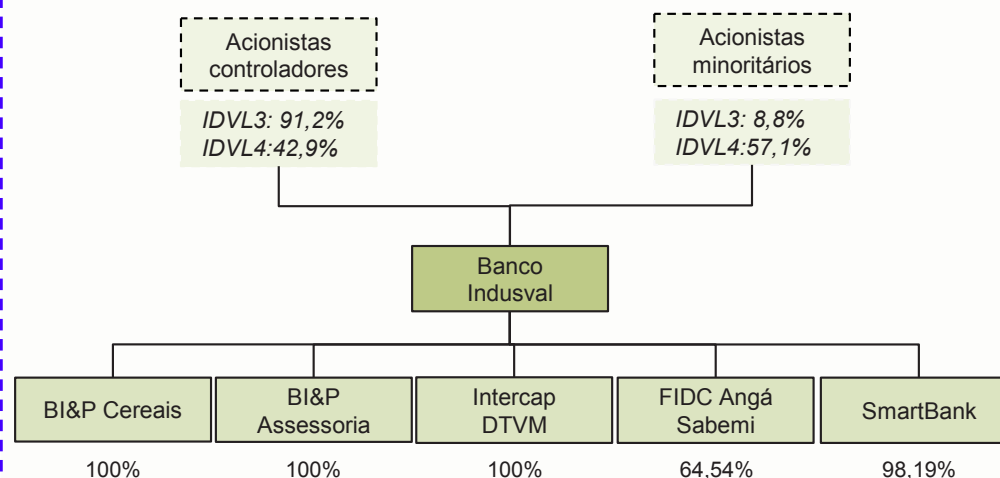 Acionistas
controladores
Acionistas
minoritários
IDVL3: 91,2%
IDVL4:42,9%
IDVL3: 8,8%
IDVL4:57,1%
Banco
Indusval
BI&P Cereais
BI&P
Assessoria
Intercap
DTVM
FIDC Angá
Sabemi
SmartBank
100%
100%
100%
64,54%
98,19%